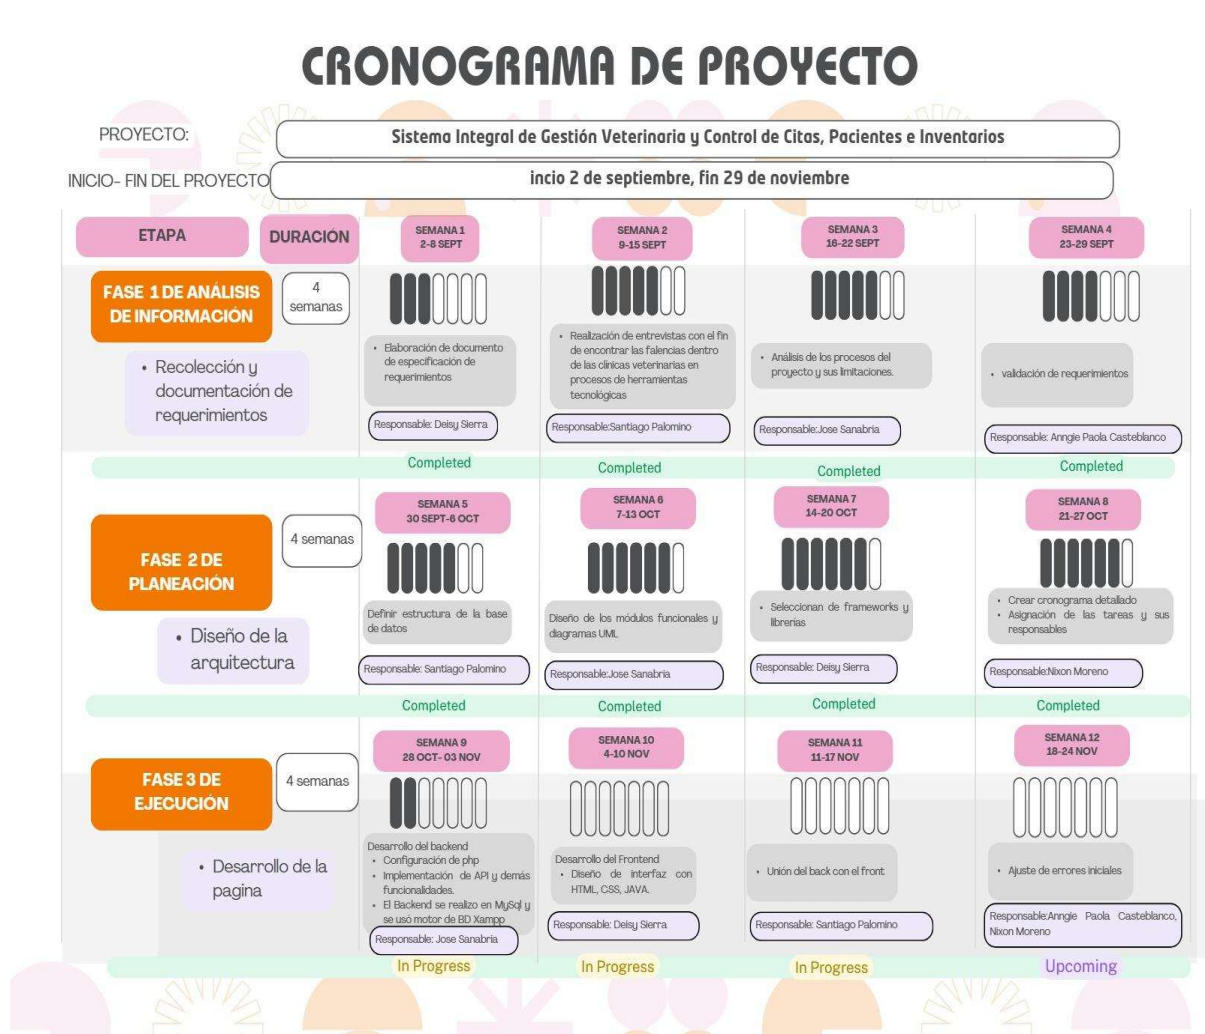 CRONOGRAMA DE PROYECTO
PROYECTO:
Sistema Integral de Gestión Veterinaria y Control de Citas, Pacientes e Inventarios
INICIO- FIN DEL PROYECTO
incio 2 de septiembre, fin 29 de noviembre
ETAPA
DURACIÓN
SEMANA 1
2-8 SEPT
SEMANA 2
9-15 SEPT
SEMANA 3
16-22 SEPT
SEMANA 4
23-29 SEPT
FASE 1 DE ANÁLISIS
DE INFORMACIÓN
4
semanas
• Recolección y
documentación de
requerimientos
• Elaboración de documento
de especificación de
requerimientos
Responsable: Deisy Sierra
• Realización de entrevistas con el fin
de encontrar las falencias dentro
de las clínicas veterinarias en
procesos de herramientas
tecnológicas
Responsable:Santiago Palomino
• Análisis de los procesos del
proyecto y sus limitaciones.
Responsable:Jose Sanabria
• validación de requerimientos
Responsable: Anngie Paola Casteblanco
Completed
Completed
Completed
Completed
SEMANA 5
30 SEPT-6 OCT
SEMANA 6
7-13 OCT
SEMANA 7
14-20 OCT
SEMANA 8
21-27 OCT
FASE 2 DE
PLANEACIÓN
4 semanas
• Diseño de la
arquitectura
Definir estructura de la base
de datos
Responsable: Santiago Palomino
Diseño de los módulos funcionales y
diagramas UML
Responsable:Jose Sanabria
• Seleccionan de frameworks y
librerías
Responsable: Deisy Sierra
• Crear cronograma detallado
• Asignación de las tareas y sus
responsables
Responsable:Nixon Moreno
Completed
Completed
Completed
Completed
SEMANA 9
28 OCT- 03 NOV
SEMANA 10
4-10 NOV
SEMANA 11
11-17 NOV
SEMANA 12
18-24 NOV
FASE 3 DE
EJECUCIÓN
4 semanas
• Desarrollo de la
pagina
Desarrollo del backend
• Configuración de php
• Implementación de API y demás
funcionalidades.
• El Backend se realizo en MySql y
se usó motor de BD Xampp
Responsable: Jose Sanabria
Desarrollo del Frontend
• Diseño de interfaz con
HTML, CSS, JAVA.
Responsable: Deisy Sierra
• Unión del back con el front
Responsable: Santiago Palomino
• Ajuste de errores iniciales
Responsable:Anngie Paola Casteblanco,
Nixon Moreno
In Progress
In Progress
In Progress
Upcoming